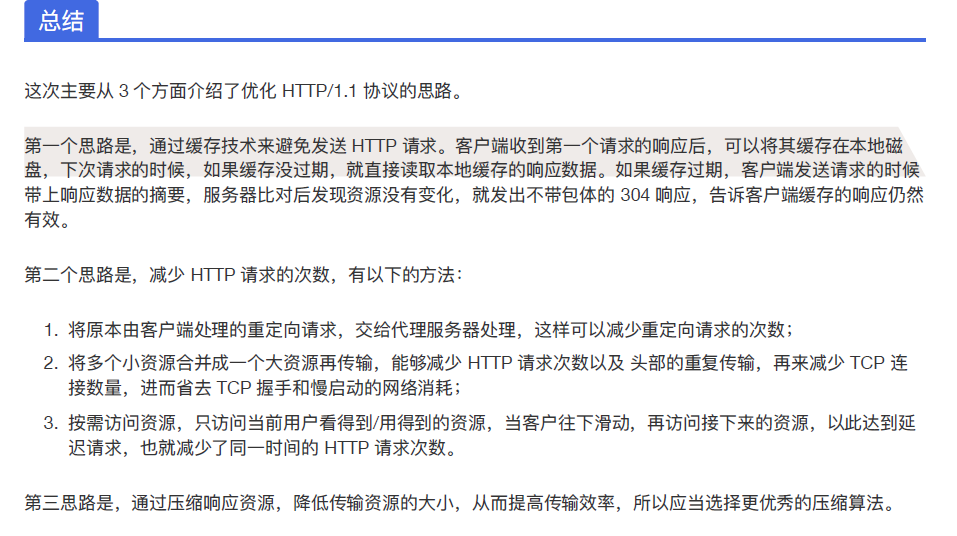 总结
这次主要从 3 个方面介绍了优化 HTTP/1.1 协议的思路。
第一个思路是，通过缓存技术来避免发送 HTTP 请求。客户端收到第一个请求的响应后，可以将其缓存在本地磁
盘，下次请求的时候，如果缓存没过期，就直接读取本地缓存的响应数据。如果缓存过期，客户端发送请求的时候
带上响应数据的摘要，服务器比对后发现资源没有变化，就发出不带包体的 304 响应，告诉客户端缓存的响应仍然
有效。
第二个思路是，减少 HTTP 请求的次数，有以下的方法：
1. 将原本由客户端处理的重定向请求，交给代理服务器处理，这样可以减少重定向请求的次数；
2. 将多个小资源合并成一个大资源再传输，能够减少 HTTP 请求次数以及 头部的重复传输，再来减少 TCP 连
接数量，进而省去 TCP 握手和慢启动的网络消耗；
3. 按需访问资源，只访问当前用户看得到/用得到的资源，当客户往下滑动，再访问接下来的资源，以此达到延
迟请求，也就减少了同一时间的 HTTP 请求次数。
第三思路是，通过压缩响应资源，降低传输资源的大小，从而提高传输效率，所以应当选择更优秀的压缩算法。